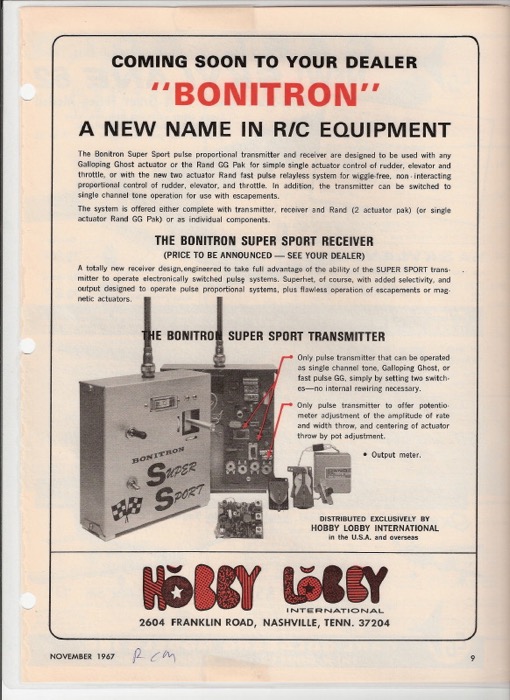 COMING SOON TO YOUR DEALER
"BONITRON"
A NEW NAME IN R/C EQUIPMENT
The Bonitron Super Sport pulse proportional transmitter and receiver are designed to be used with any
Galloping Ghost actuator or the Rand GG Pak for simple single actuator control of rudder, elevator and
throttle, or with the new two actuator Rand fast pulse relayless system for wiggle-free, non-interacting
proportional control of rudder, elevator, and throttle. In addition, the transmitter can be switched to
single channel tone operation for use with escapements.
The system is offered either complete with transmitter, receiver and Rand (2 actuator pak) (or single
actuator Rand GG Pak) or as individual components.
THE BONITRON SUPER SPORT RECEIVER
(PRICE TO BE ANNOUNCED — SEE YOUR DEALER)
A totally new receiver design,engineered to take full advantage of the ability of the SUPER SPORT trans-
mitter to operate electronically switched pulse systems. Superhet, of course, with added selectivity, and
output designed to operate pulse proportional systems, plus flawless operation of escapements or mag-
netic actuators.
THE BONITRON SUPER SPORT TRANSMITTER
Only pulse transmitter that can be operated
as single channel tone, Galloping Ghost, or
fast pulse GG, simply by setting two switch-
es—no internal rewiring necessary.
Only pulse transmitter to offer potentio-
meter adjustment of the amplitude of rate
and width throw, and centering of actuator
throw by pot adjustment.
• Output meter.
BONITRON
SUPER
SPORT
DISTRIBUTED EXCLUSIVELY BY
HOBBY LOBBY INTERNATIONAL
in the U.S.A. and overseas
HOBBY LOBBY
INTERNATIONAL
2604 FRANKLIN ROAD, NASHVILLE, TENN. 37204
NOVEMBER 1967 RCM 9